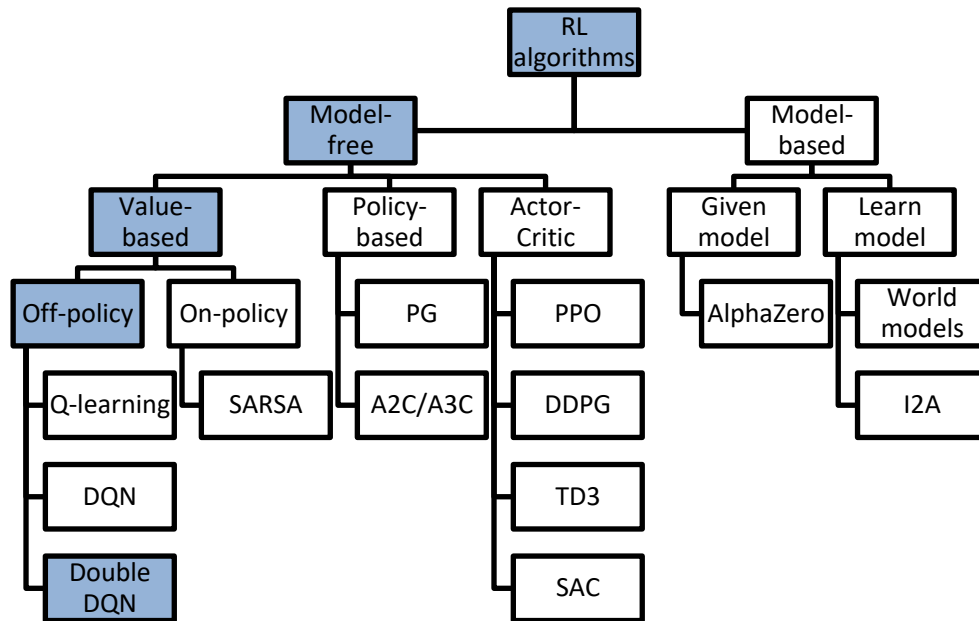 RL
algorithms
Model-
free
Model-
based
Value-
based
Policy-
based
Actor-
Critic
Given
model
Learn
model
Off-policy
On-policy
PG
PPO
AlphaZero
World
models
Q-learning
SARSA
A2C/A3C
DDPG
I2A
DQN
TD3
Double
DQN
SAC